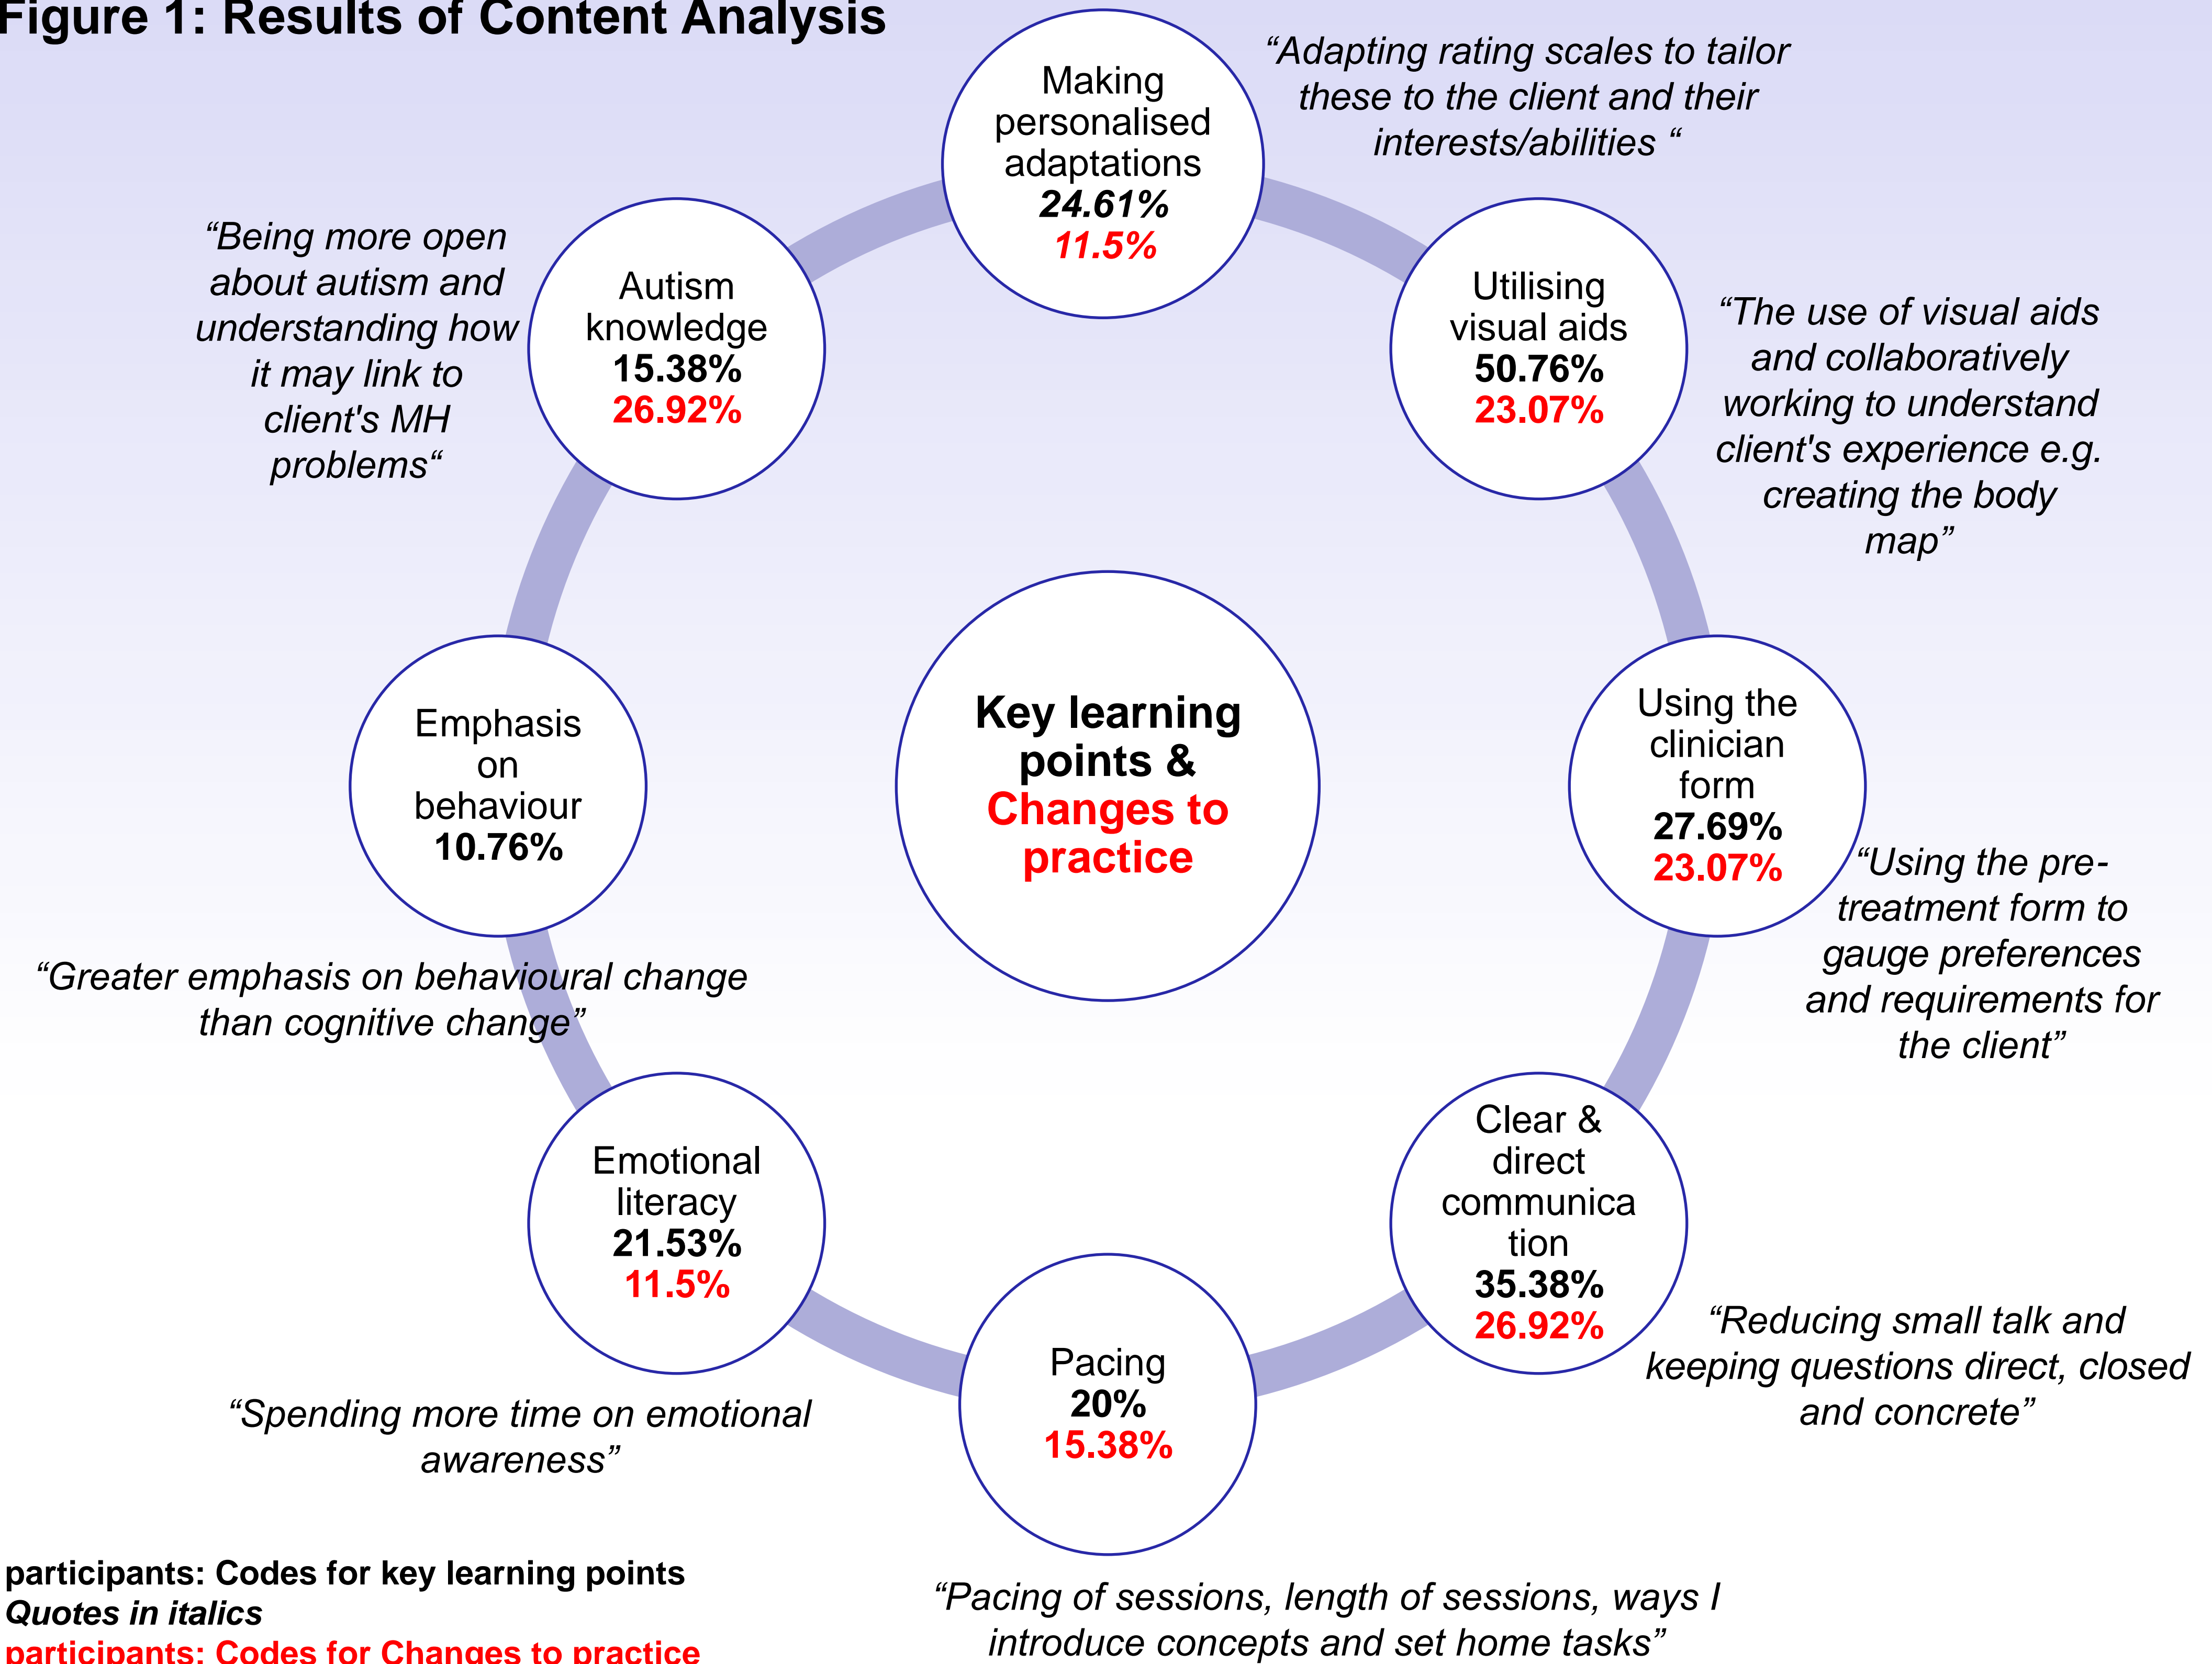 Figure 1: Results of Content Analysis
Making
personalised
adaptations
24.61%
11.5%
“Adapting rating scales to tailor
these to the client and their
interests/abilities “
Utilising
visual aids
50.76%
23.07%
“The use of visual aids
and collaboratively
working to understand
client's experience e.g.
creating the body
map”
Using the
clinician
form
27.69%
23.07%
“Using the pre-
treatment form to
gauge preferences
and requirements for
the client”
Clear &
direct
communica
tion
35.38%
26.92%
“Reducing small talk and
keeping questions direct, closed
and concrete”
Pacing
20%
15.38%
“Pacing of sessions, length of sessions, ways I
introduce concepts and set home tasks”
Emotional
literacy
21.53%
11.5%
“Spending more time on emotional
awareness”
Emphasis
on
behaviour
10.76%
“Greater emphasis on behavioural change
than cognitive change”
Autism
knowledge
15.38%
26.92%
“Being more open
about autism and
understanding how
it may link to
client's MH
problems“
Key learning
points &
Changes to
practice
participants: Codes for key learning points
Quotes in italics
participants: Codes for Changes to practice